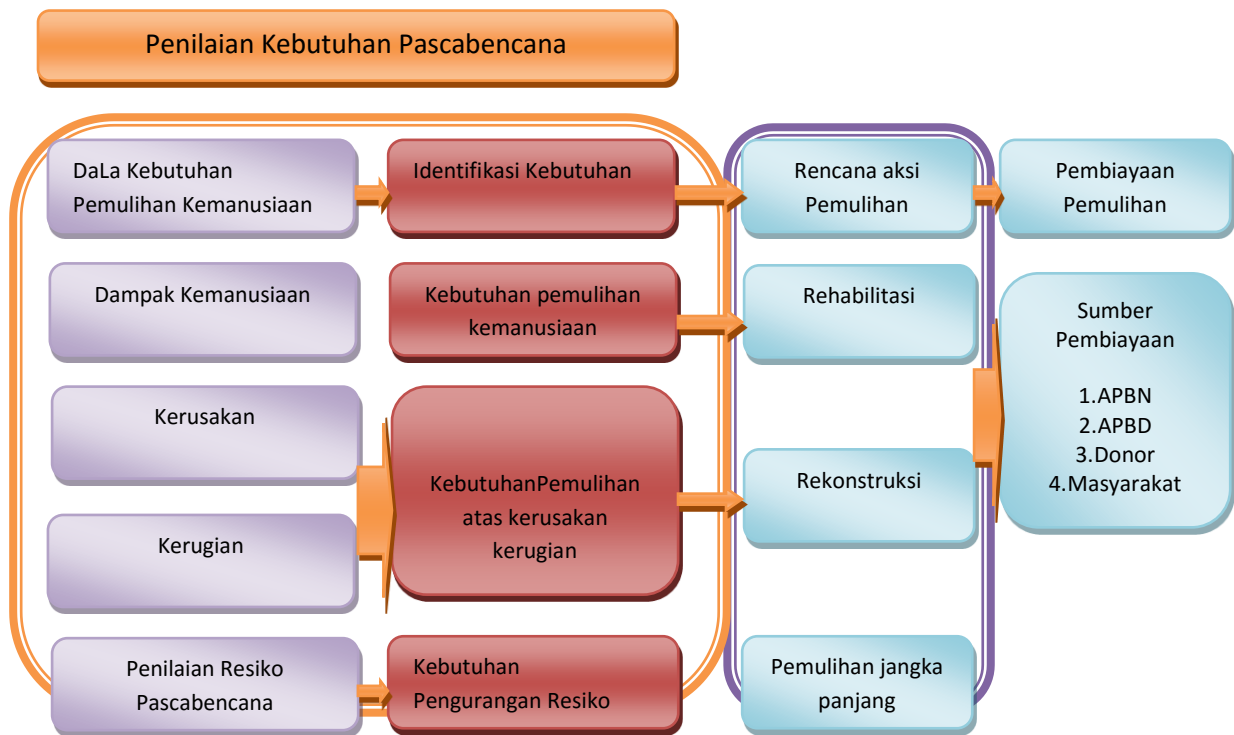 Penilaian Kebutuhan Pascabencana
DaLa Kebutuhan
Pemulihan Kemanusiaan
Identifikasi Kebutuhan
Rencana aksi
Pemulihan
Pembiayaan
Pemulihan
Dampak Kemanusiaan
Kebutuhan pemulihan
kemanusiaan
Rehabilitasi
Sumber
Pembiayaan
1.APBN
2.APBD
3.Donor
4.Masyarakat
Kerusakan
KebutuhanPemulihan
atas kerusakan
kerugian
Rekonstruksi
Kerugian
Penilaian Resiko
Pascabencana
Kebutuhan
Pengurangan Resiko
Pemulihan jangka
panjang